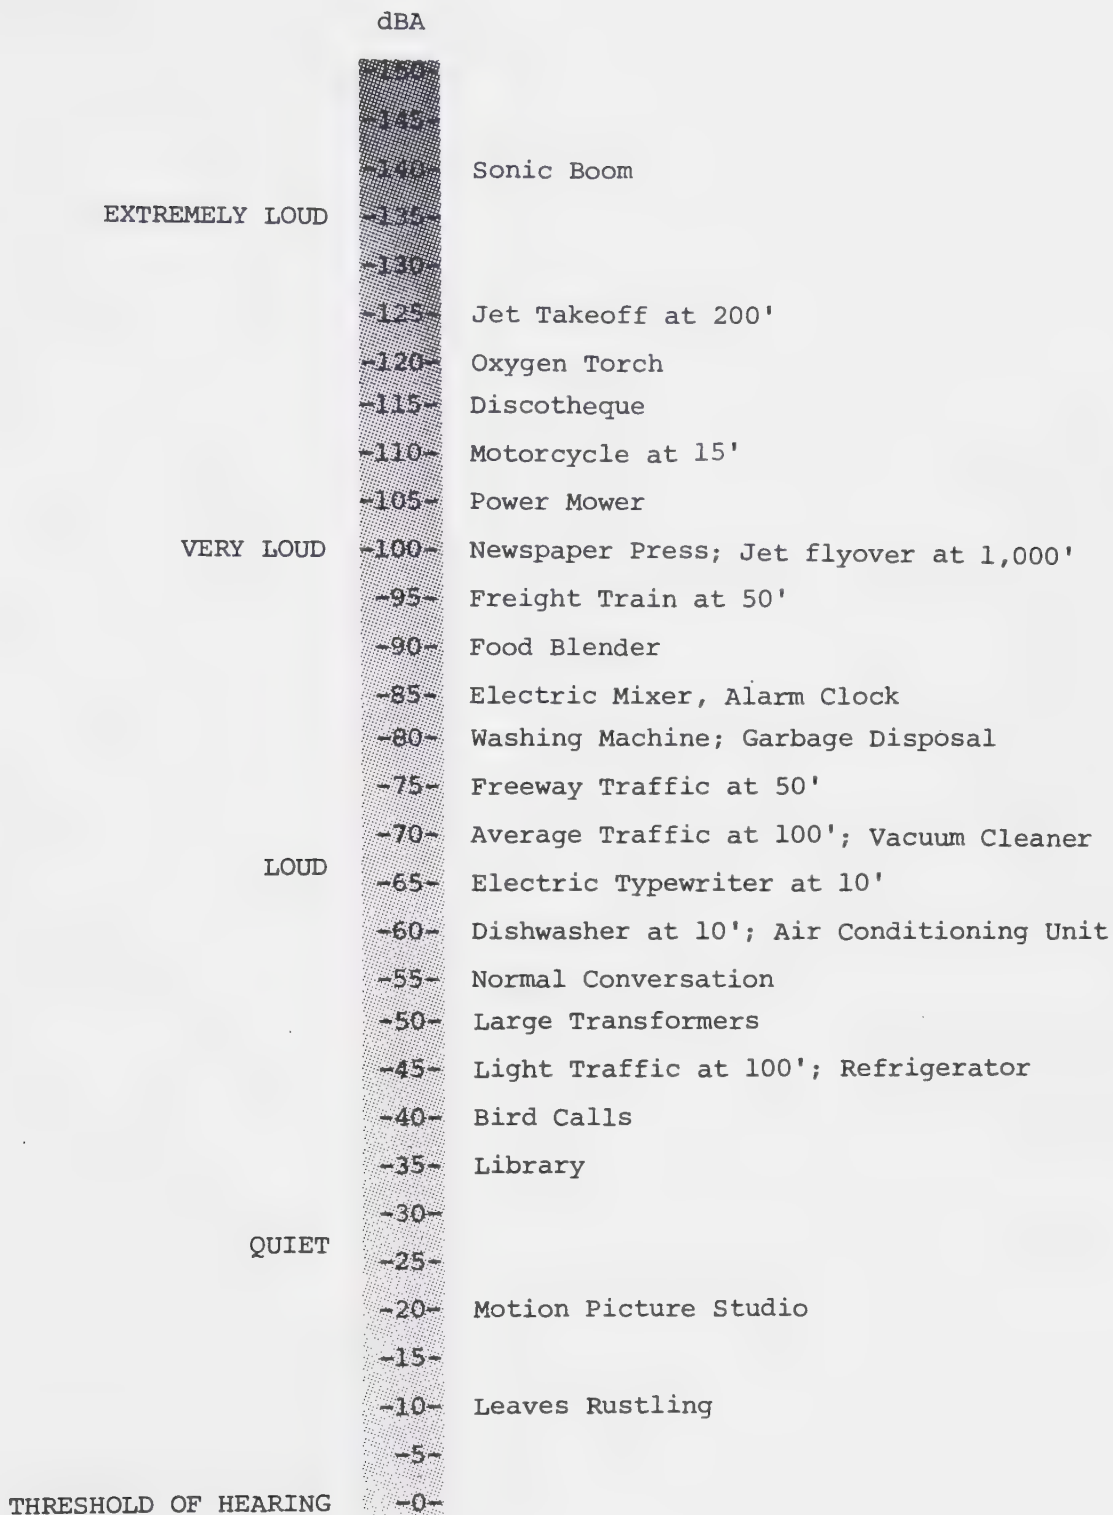 dBA
-150-
-145-
-140- Sonic Boom
EXTREMELY LOUD -135-
-130-
-125- Jet Takeoff at 200'
-120- Oxygen Torch
-115- Discotheque
-110- Motorcycle at 15'
-105- Power Mower
VERY LOUD -100- Newspaper Press; Jet flyover at 1,000'
-95- Freight Train at 50'
-90- Food Blender
-85- Electric Mixer, Alarm Clock
-80- Washing Machine; Garbage Disposal
-75- Freeway Traffic at 50'
-70- Average Traffic at 100'; Vacuum Cleaner
LOUD
-65- Electric Typewriter at 10'
-60- Dishwasher at 10'; Air Conditioning Unit
-55- Normal Conversation
-50- Large Transformers
-45- Light Traffic at 100'; Refrigerator
-40- Bird Calls
-35- Library
-30-
QUIET
-25-
-20- Motion Picture Studio
-15-
-10- Leaves Rustling
-5-
THRESHOLD OF HEARING -0-